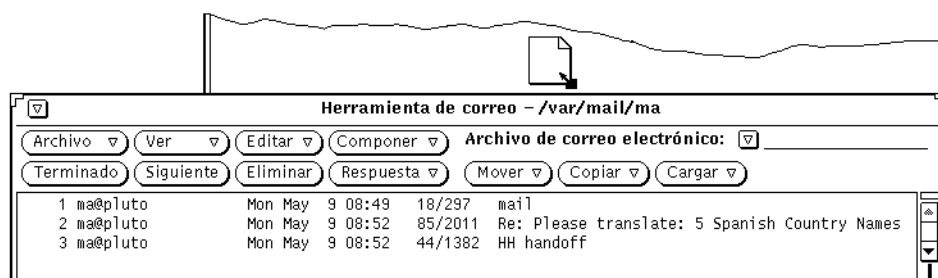 Herramienta de correo – /var/mail/ma
Archivo Ver Editar Componer Archivo de correo electrónico:
Terminado Siguiente Eliminar Respuesta Mover Copiar Cargar
1 ma@pluto Mon May 9 08:49 18/297 mail
2 ma@pluto Mon May 9 08:52 85/2011 Re: Please translate: 5 Spanish Country Names
3 ma@pluto Mon May 9 08:52 44/1382 HH handoff